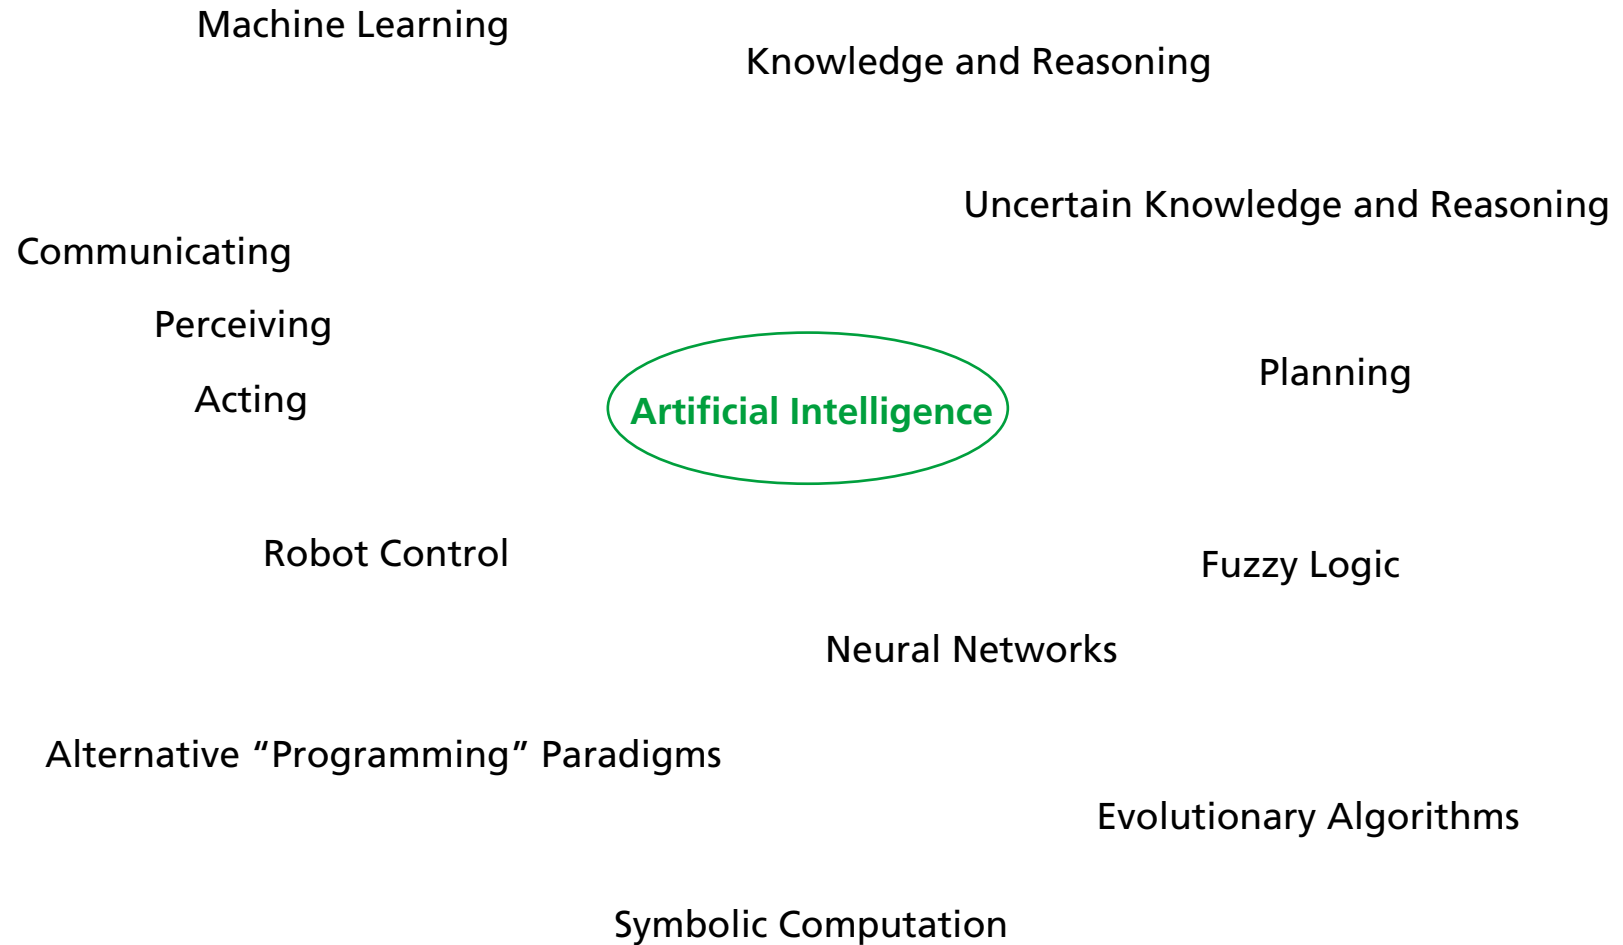 Machine Learning
Knowledge and Reasoning
Uncertain Knowledge and Reasoning
Communicating
Perceiving
Planning
Acting
Artificial Intelligence
Robot Control
Fuzzy Logic
Neural Networks
Alternative “Programming” Paradigms
Evolutionary Algorithms
Symbolic Computation